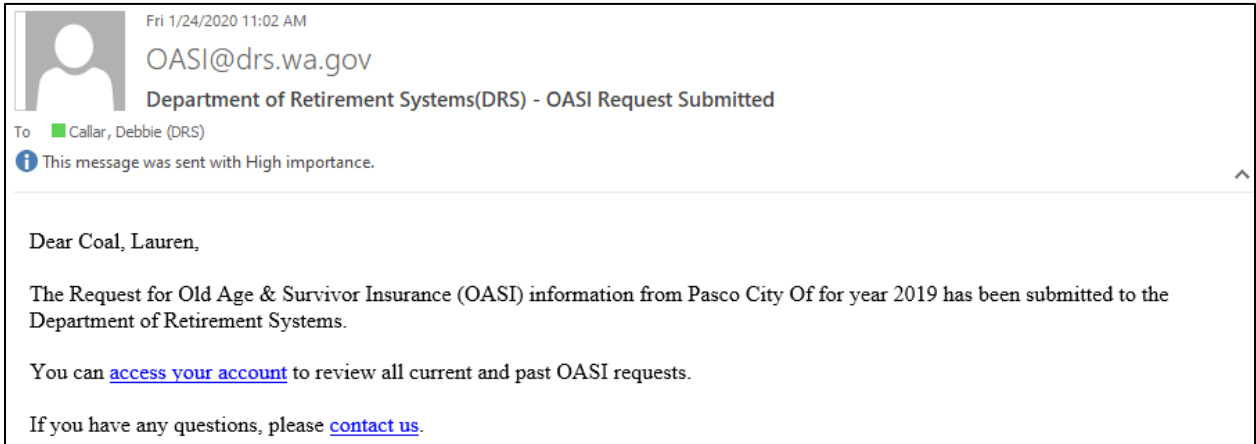 Fri 1/24/2020 11:02 AM
OASI@drs.wa.gov
Department of Retirement Systems(DRS) - OASI Request Submitted
To Callar, Debbie (DRS)
This message was sent with High importance.
Dear Coal, Lauren,
The Request for Old Age & Survivor Insurance (OASI) information from Pasco City Of for year 2019 has been submitted to the
Department of Retirement Systems.
You can access your account to review all current and past OASI requests.
If you have any questions, please contact us.